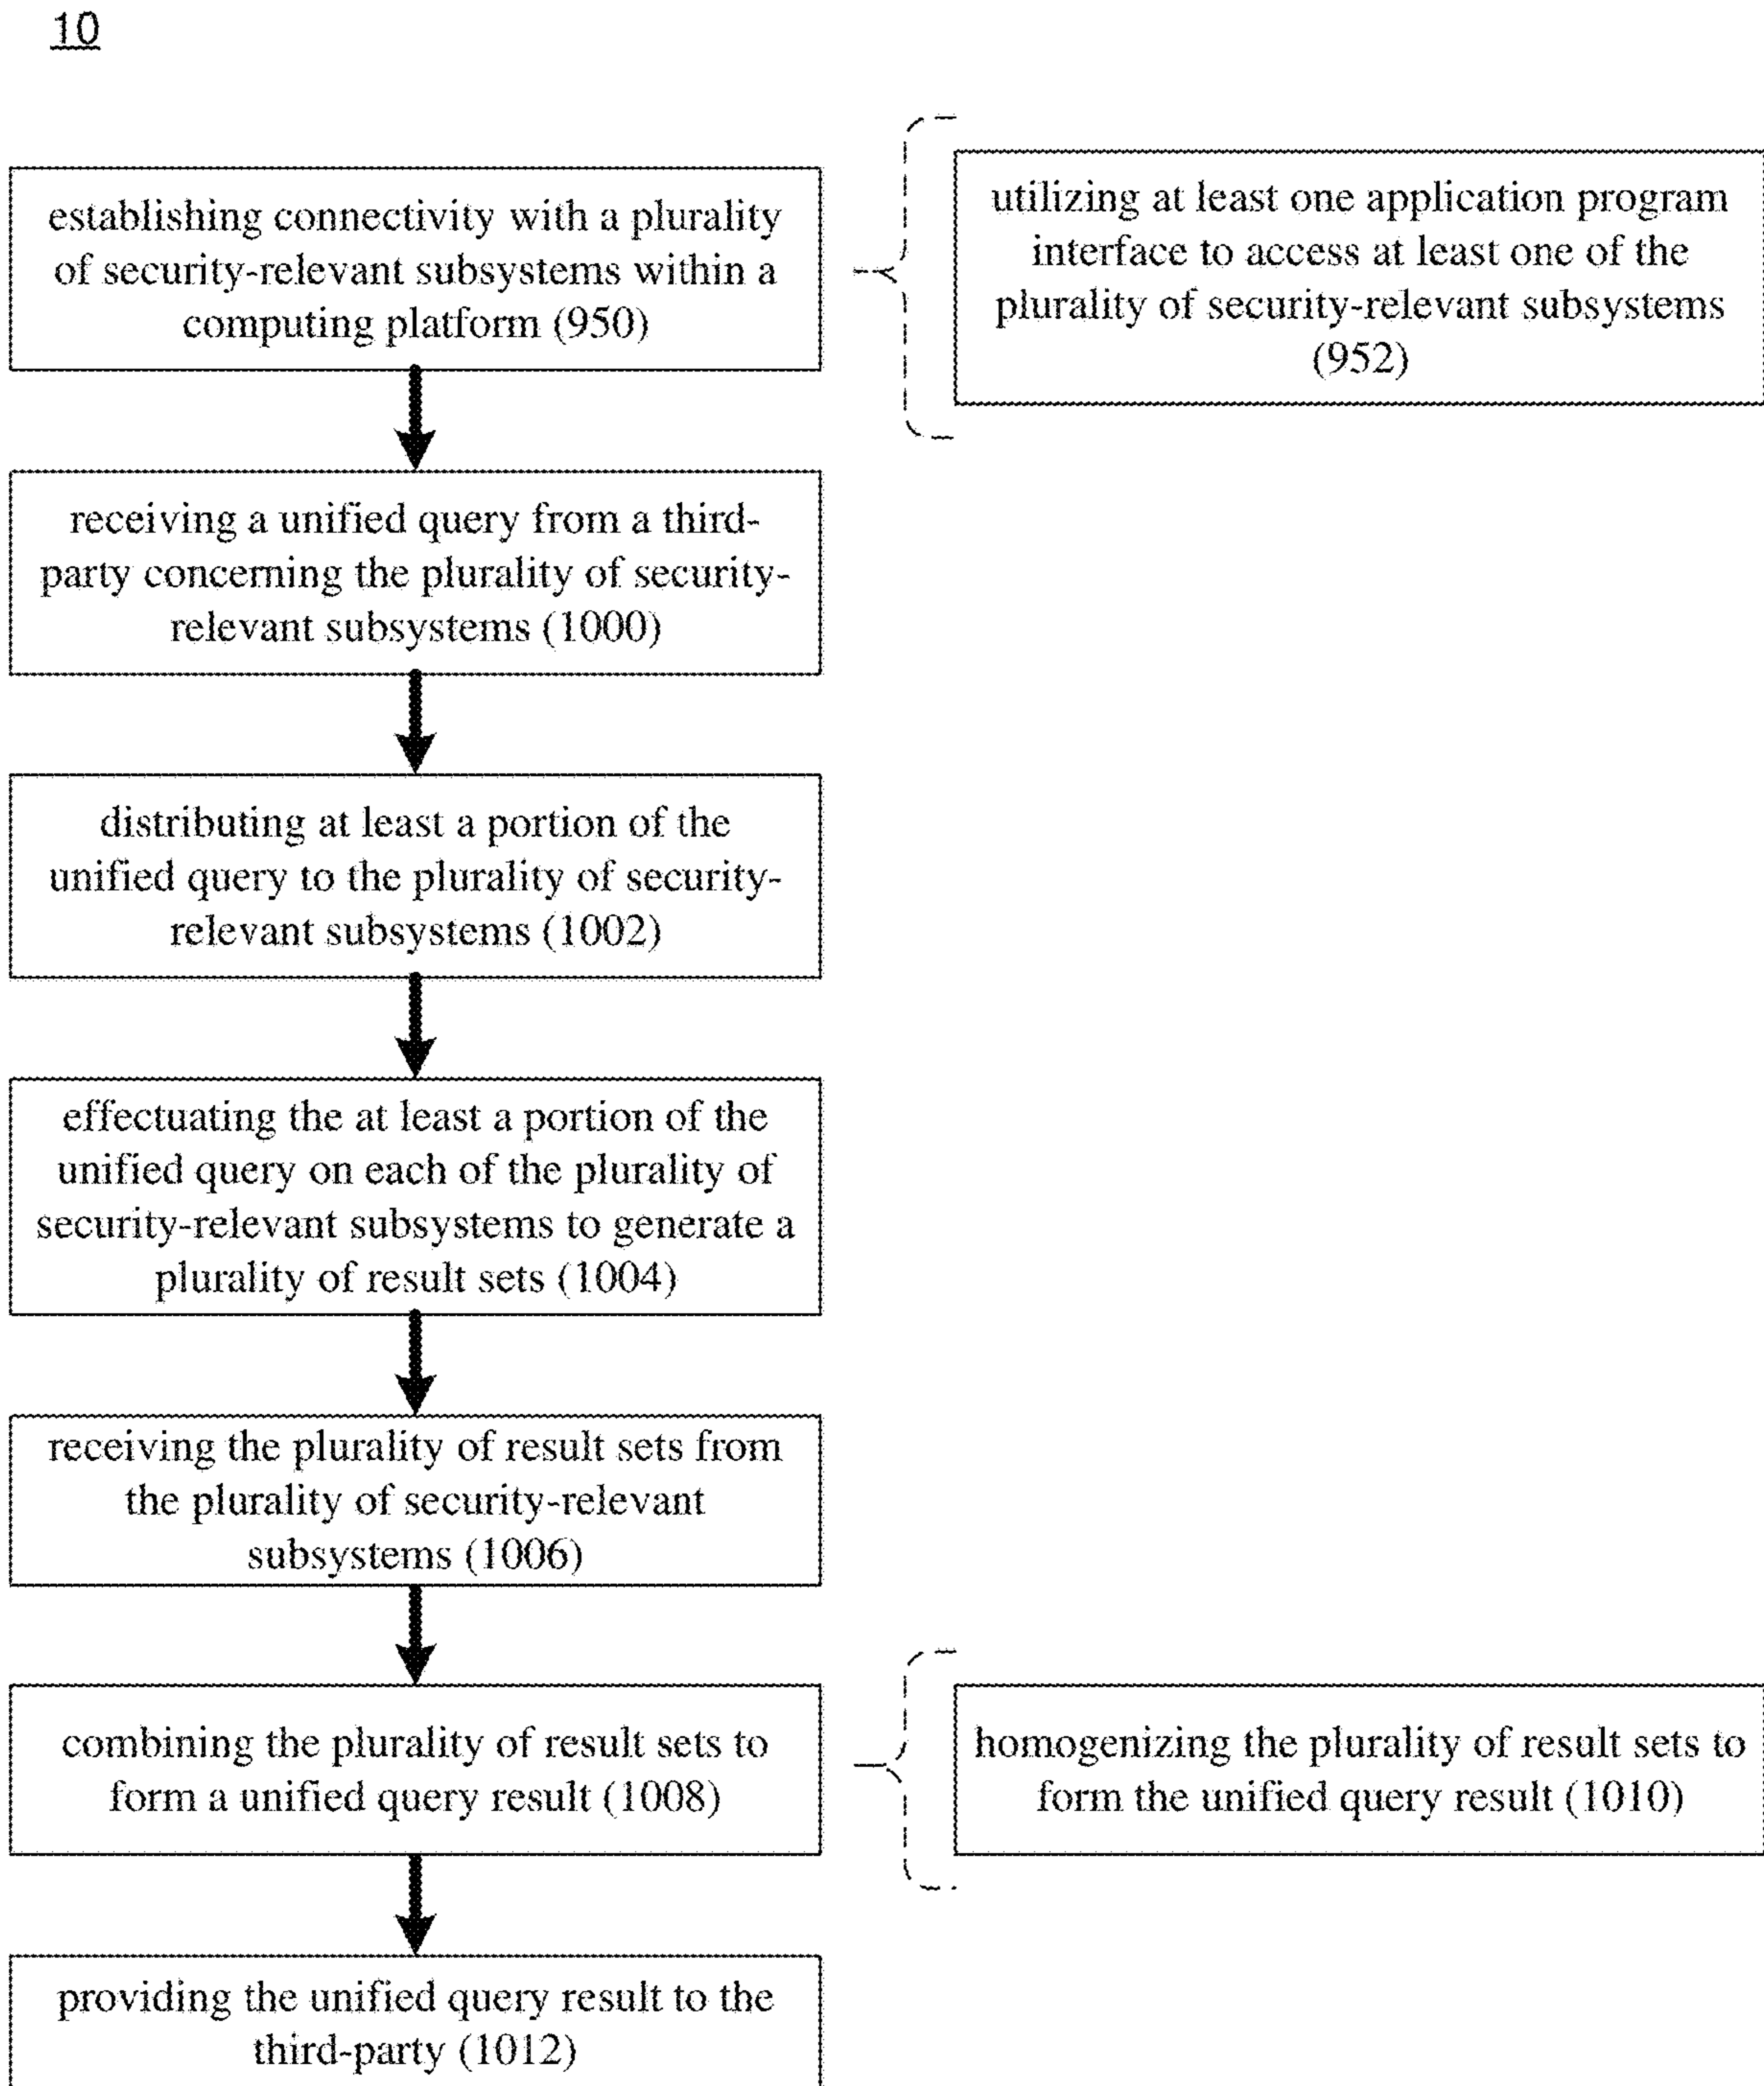 10
establishing connectivity with a plurality
of security-relevant subsystems within a
computing platform (950)
utilizing at least one application program
interface to access at least one of the
plurality of security-relevant subsystems
(952)
receiving a unified query from a third-
party concerning the plurality of security-
relevant subsystems (1000)
distributing at least a portion of the
unified query to the plurality of security-
relevant subsystems (1002)
effectuating the at least a portion of the
unified query on each of the plurality of
security-relevant subsystems to generate a
plurality of result sets (1004)
receiving the plurality of result sets from
the plurality of security-relevant
subsystems (1006)
combining the plurality of result sets to
form a unified query result (1008)
homogenizing the plurality of result sets to
form the unified query result (1010)
providing the unified query result to the
third-party (1012)